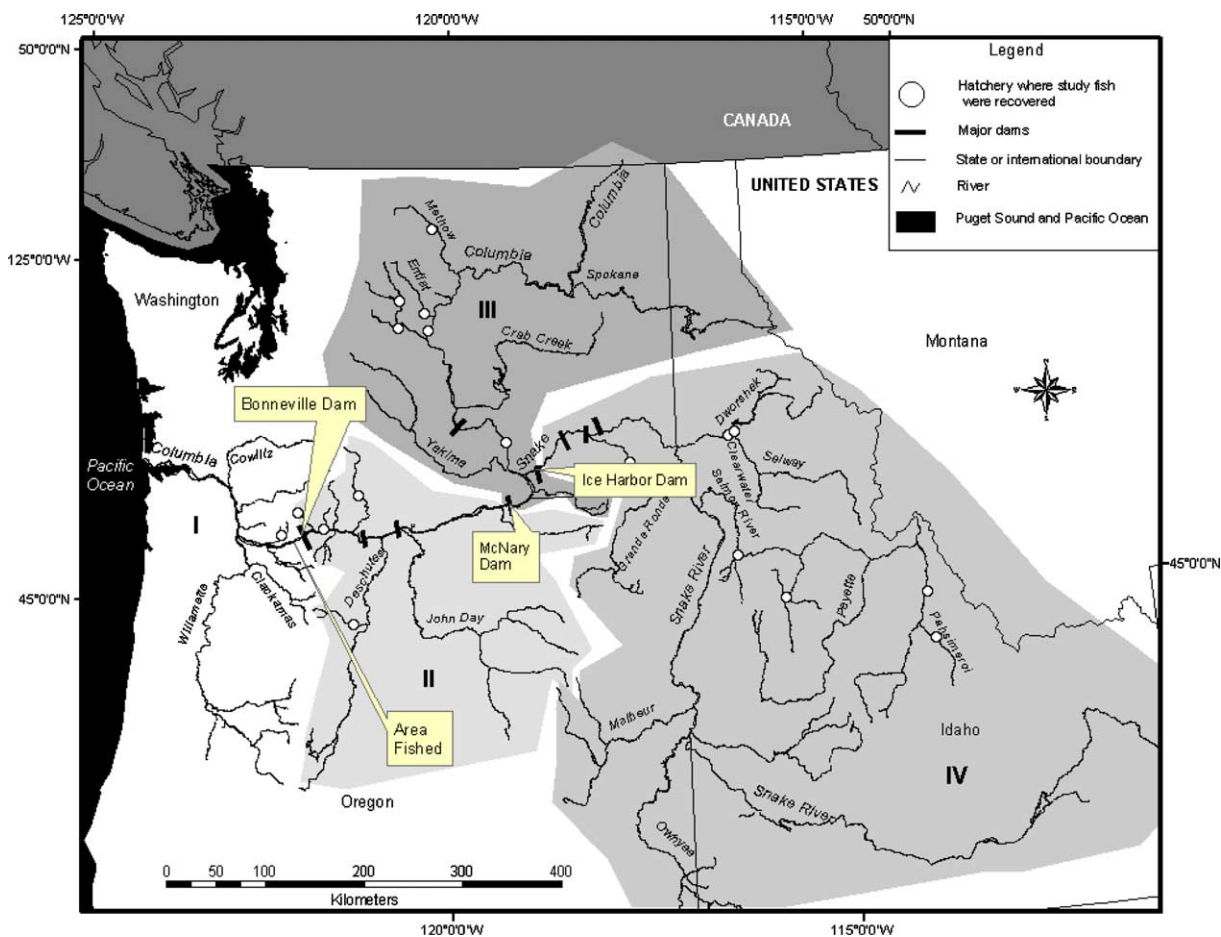 125°0'0"W
120°0'0"W
115°0'0"W
50°0'0"W
50°0'0"N
Legend
Hatchery where study fish
were recovered
Major dams
State or international boundary
River
Puget Sound and Pacific Ocean
CANADA
UNITED STATES
Columbia
Methow
Columbia
125°0'0"W
Entiat
Spokane
Washington
III
Crab Creek
Montana
Bonneville Dam
Dworshek
Columbia
Cowlitz
Yakima
Snake
Clearwater
Selway
Pacific
Ocean
Ice Harbor Dam
Salmon River
I
McNary
Dam
Grande Ronde
45°0'0"N
45°0'0"N
Willamette
Clackamas
Deschutes
Snake River
Payette
Pahsimeroi
John Day
II
Malheur
Area
Fished
Idaho
IV
Oregon
Snake River
Owhyee
0 100 200 300 400
Kilometers
120°0'0"W
115°0'0"W